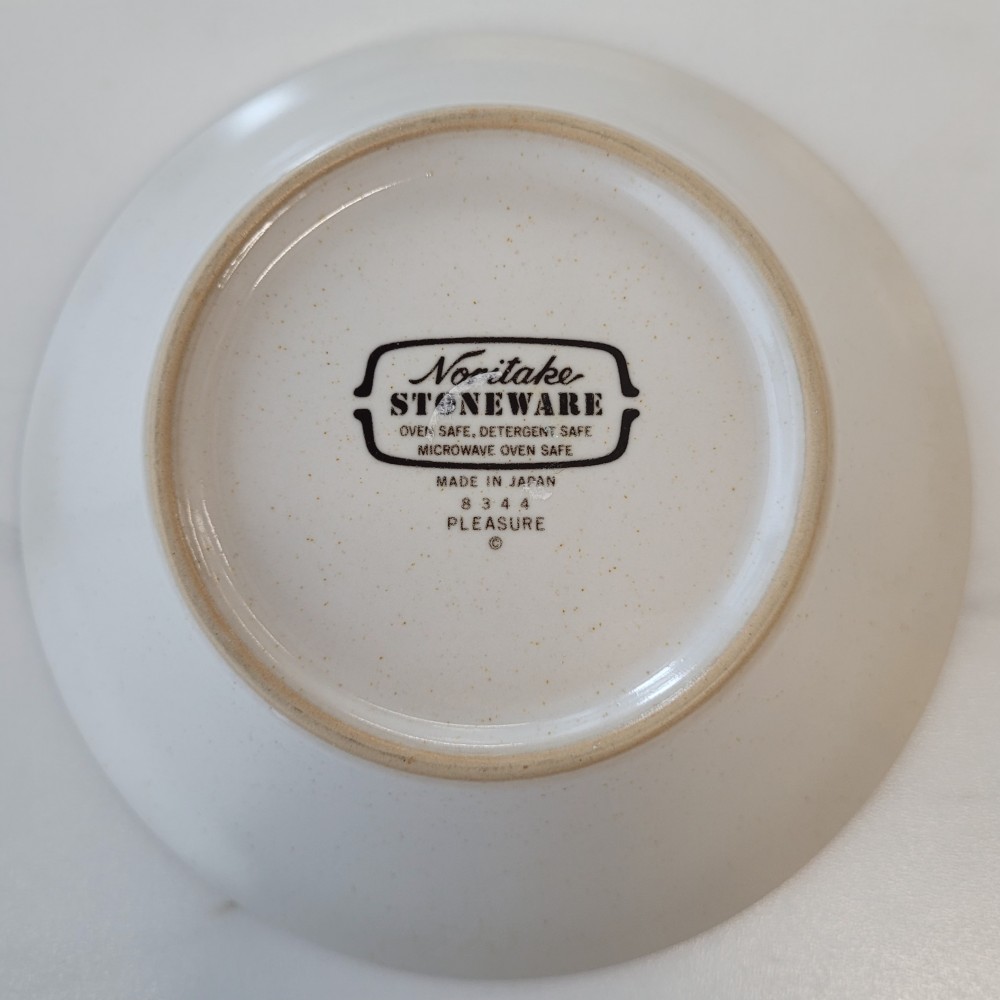 Noritake
STONEWARE
OVEN SAFE, DETERGENT SAFE
MICROWAVE OVEN SAFE
MADE IN JAPAN
8344
PLEASURE
©